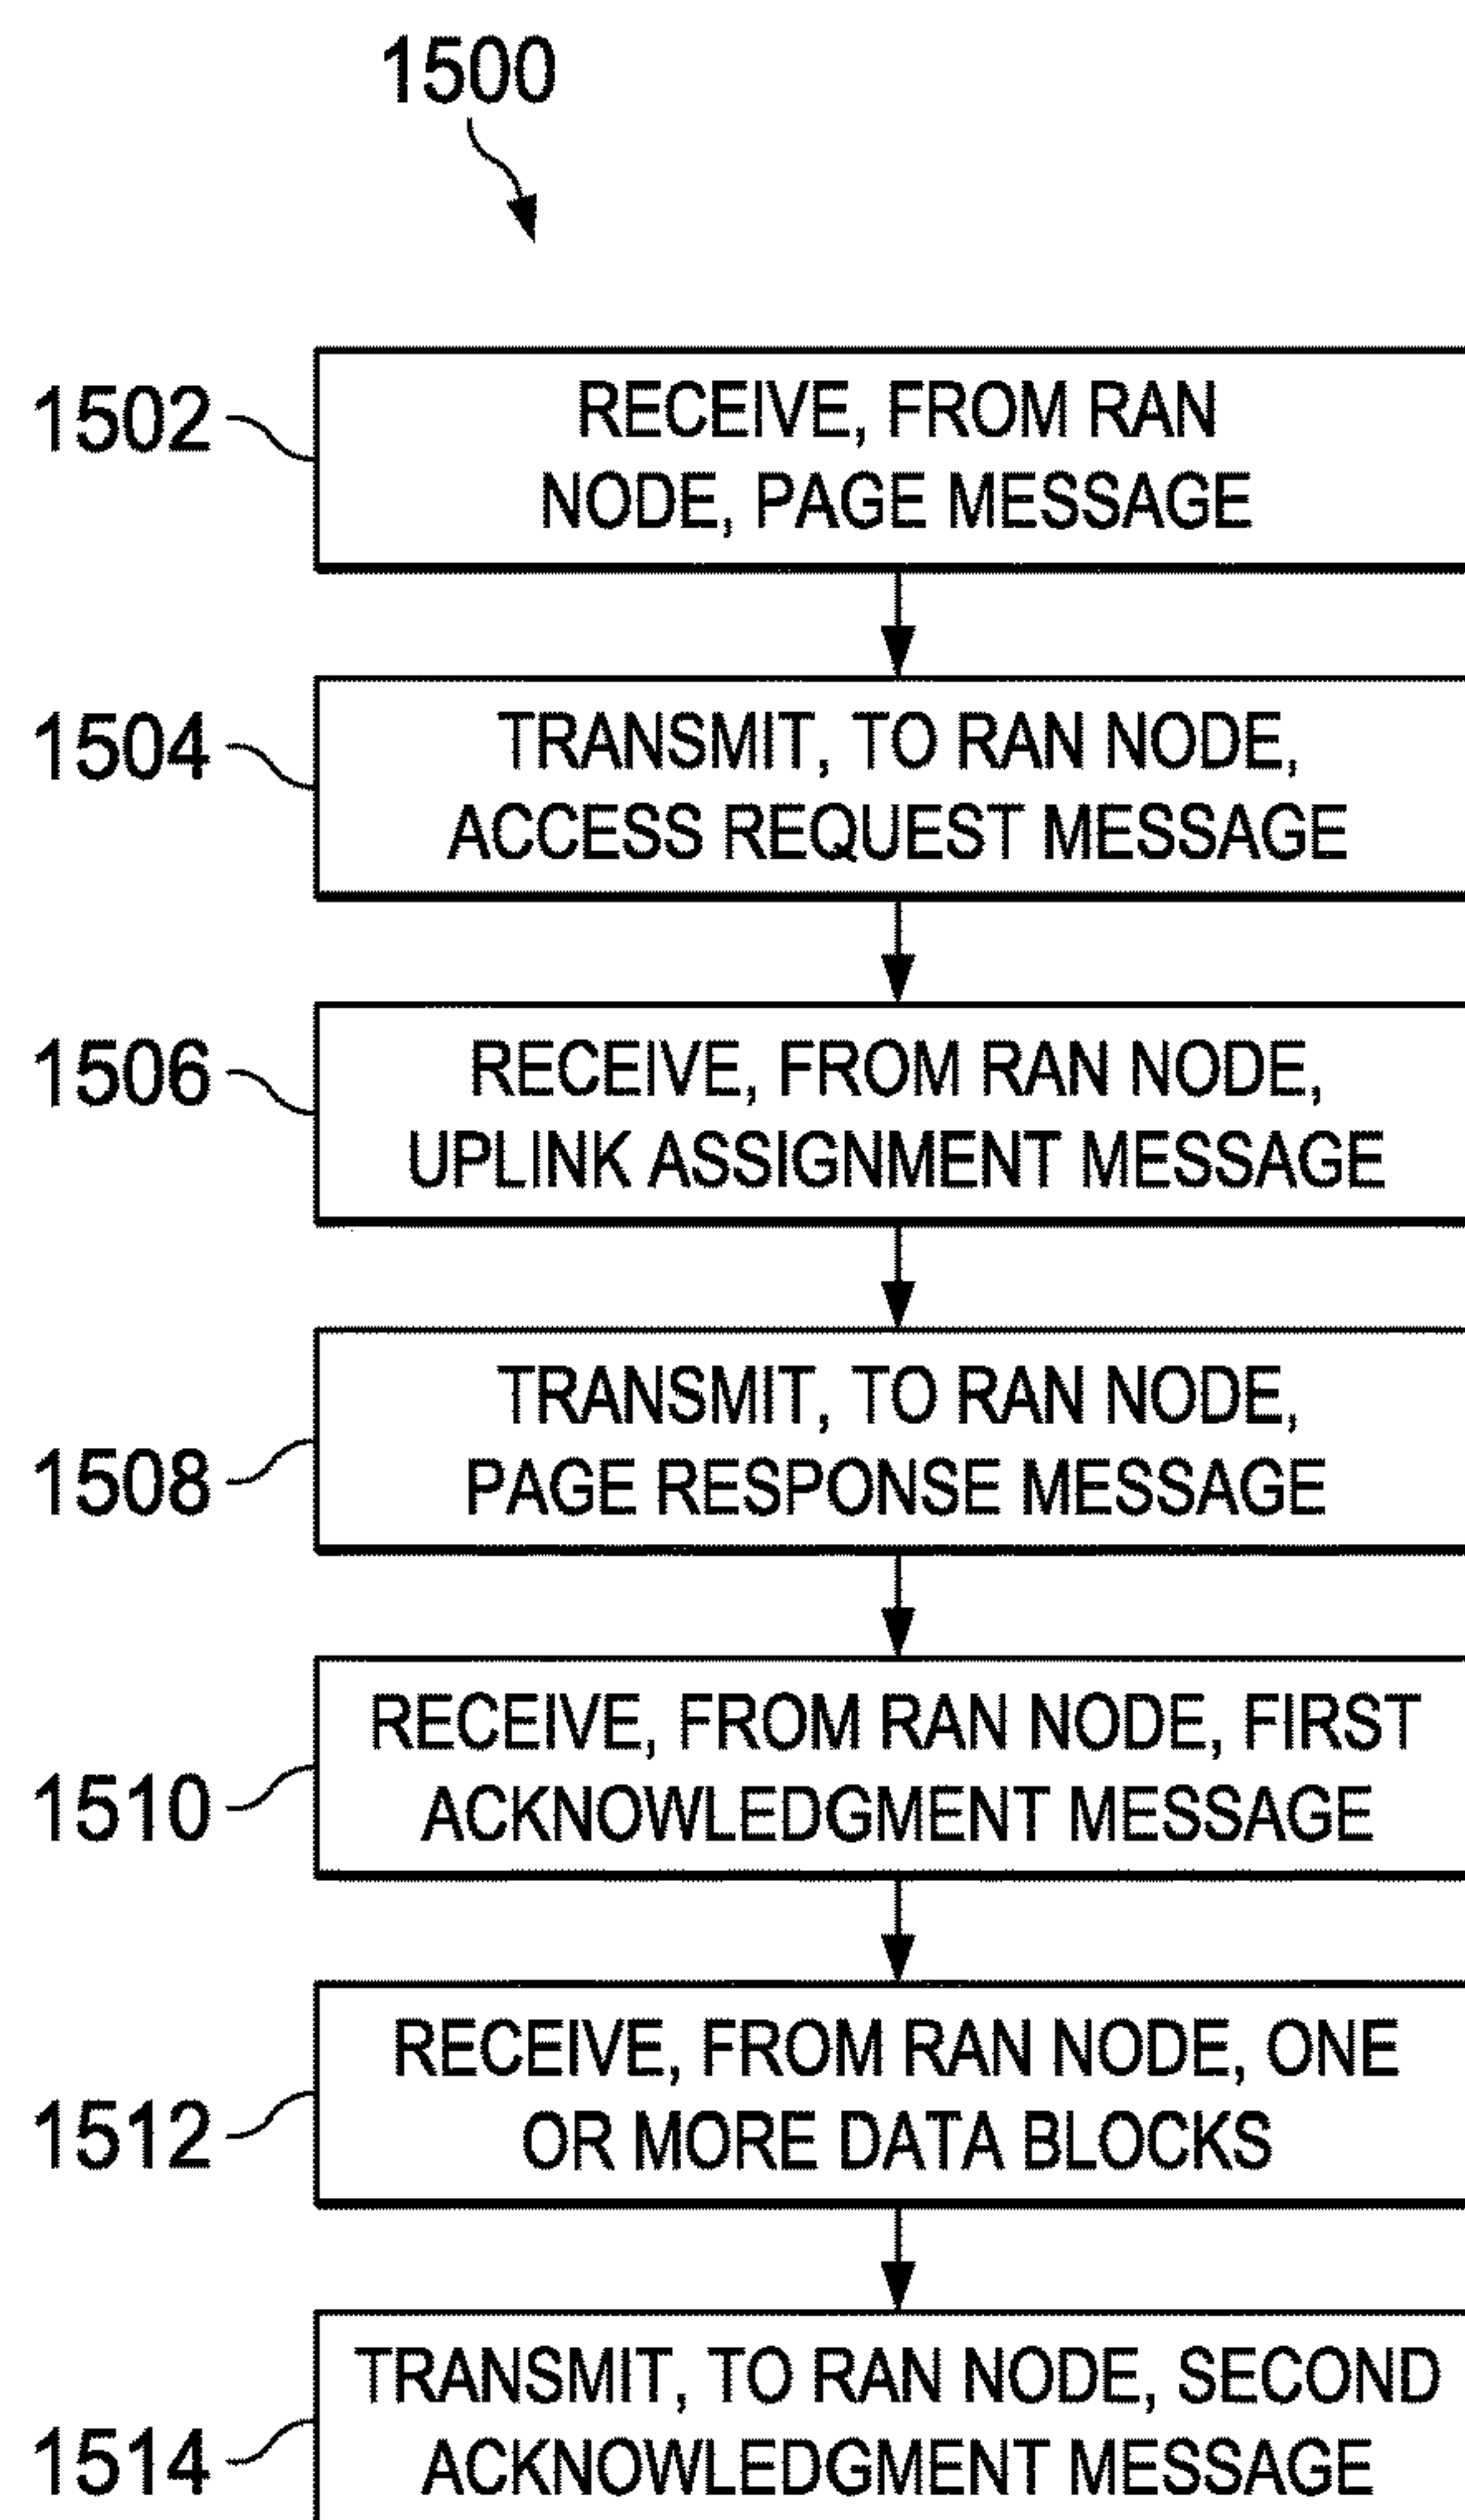 1500
1502
RECEIVE, FROM RAN
NODE, PAGE MESSAGE
1504
TRANSMIT, TO RAN NODE,
ACCESS REQUEST MESSAGE
1506
RECEIVE, FROM RAN NODE,
UPLINK ASSIGNMENT MESSAGE
1508
TRANSMIT, TO RAN NODE,
PAGE RESPONSE MESSAGE
1510
RECEIVE, FROM RAN NODE, FIRST
ACKNOWLEDGMENT MESSAGE
1512
RECEIVE, FROM RAN NODE, ONE
OR MORE DATA BLOCKS
1514
TRANSMIT, TO RAN NODE, SECOND
ACKNOWLEDGMENT MESSAGE